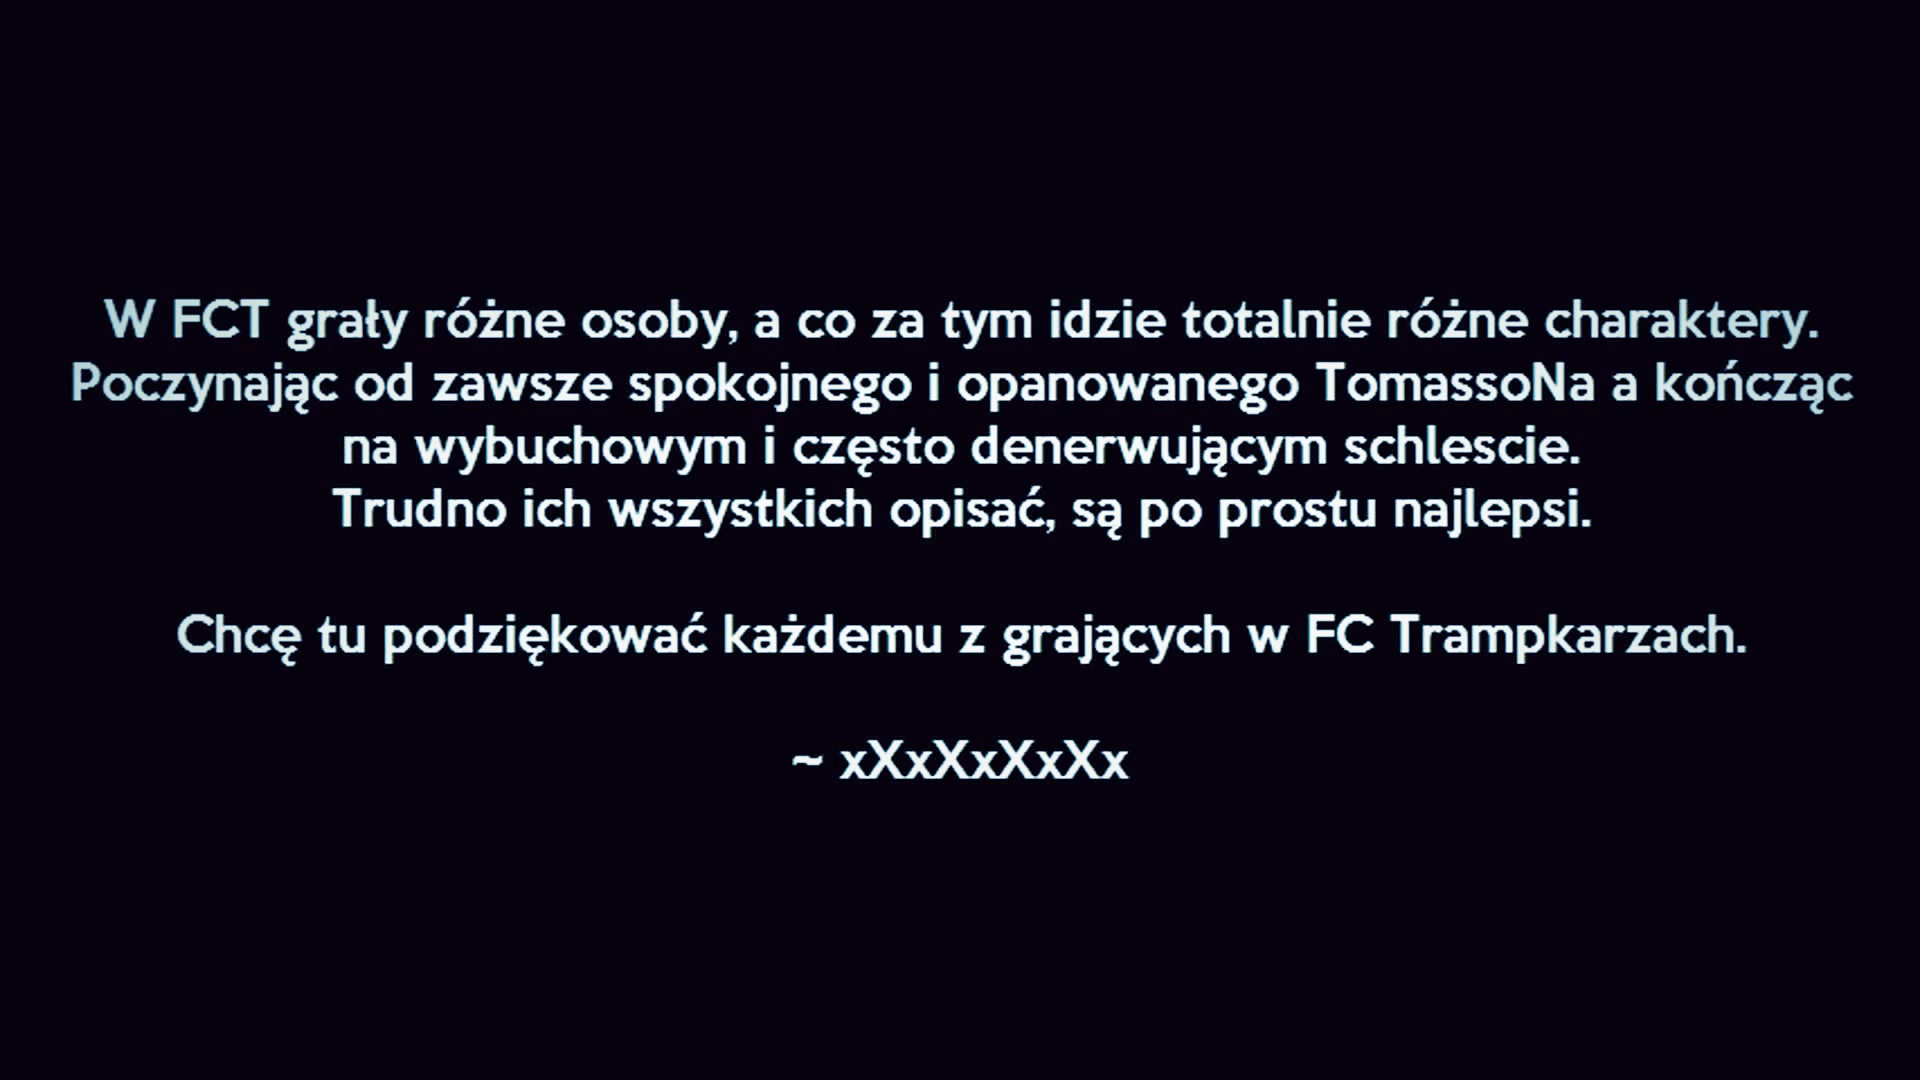 W FCT grały różne osoby, a co za tym idzie totalnie różne charaktery.
Poczynając od zawsze spokojnego i opanowanego TomassoNa a kończąc
na wybuchowym i często denerwującym schlescie.
Trudno ich wszystkich opisać, są po prostu najlepsi.
Chcę tu podziękować każdemu z grających w FC Trampkarzach.
~ xXxXxXxXx